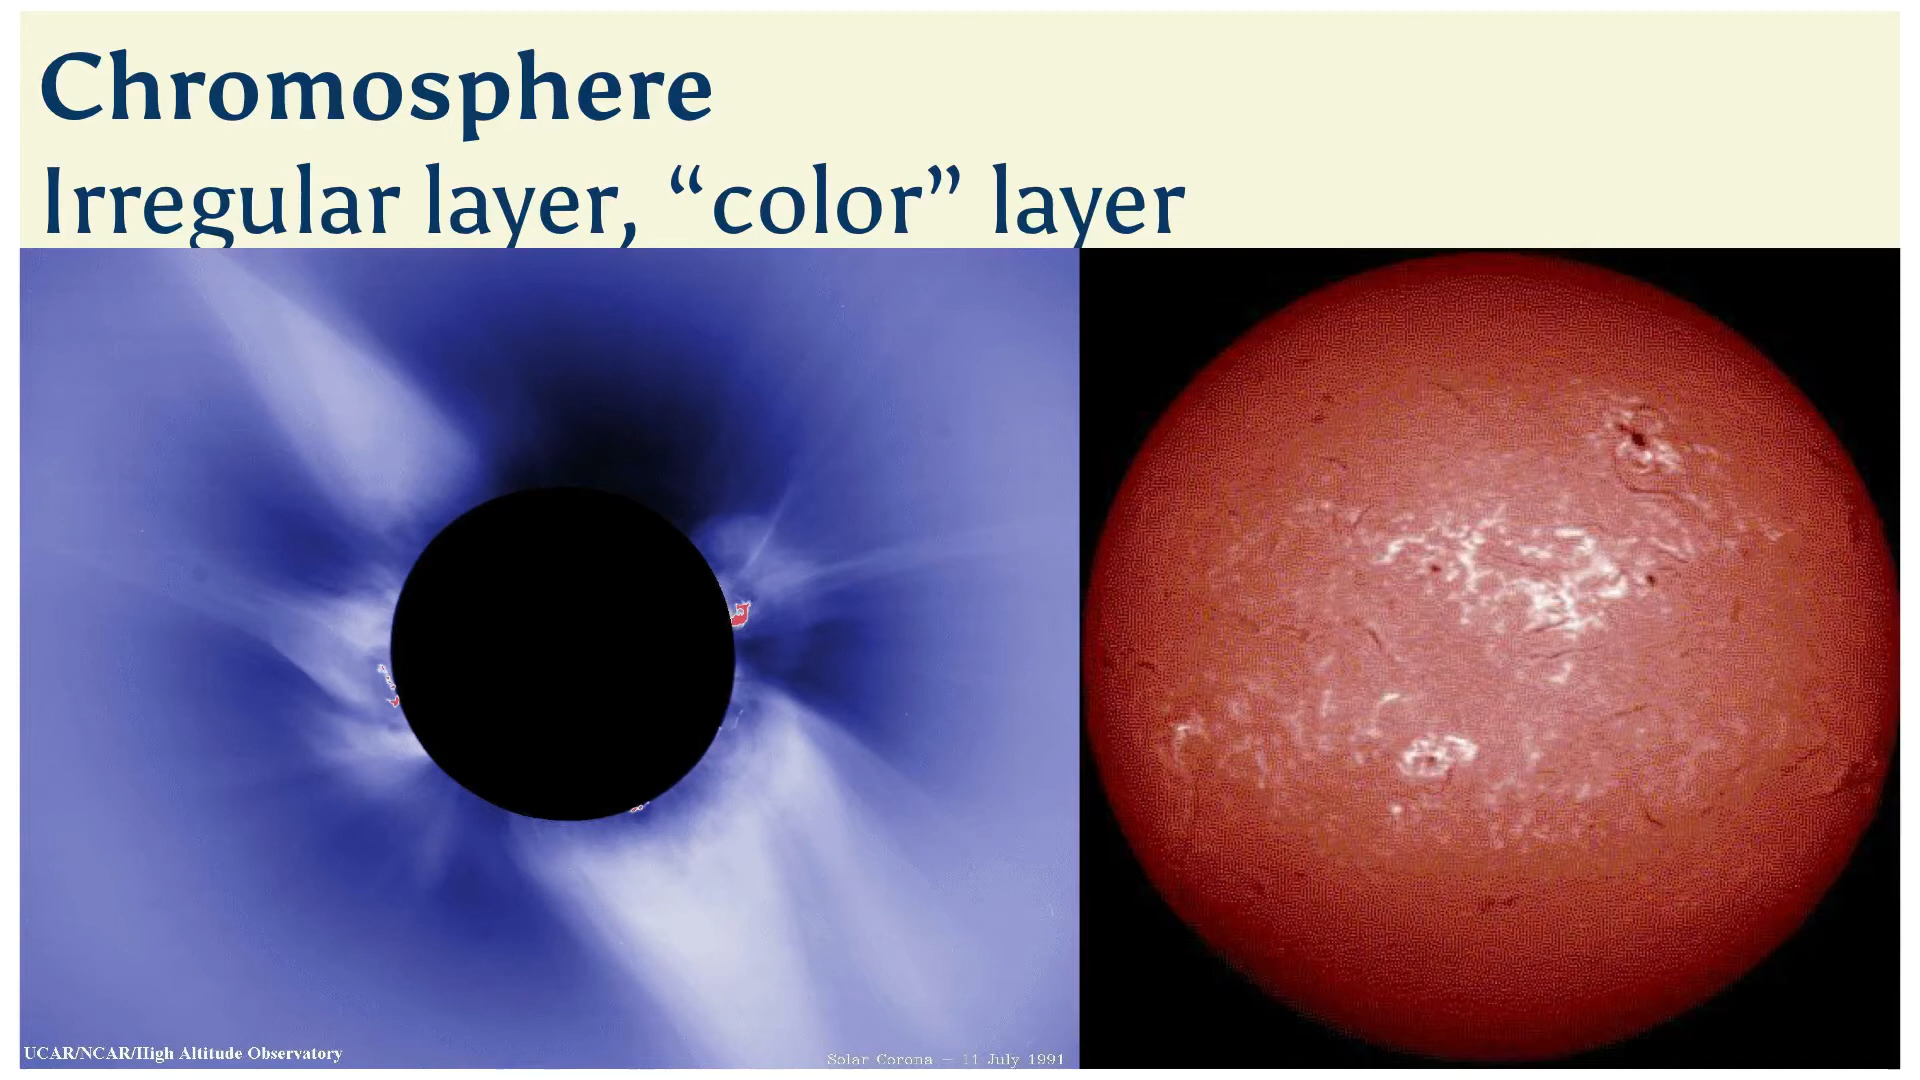 Chromosphere
Irregular layer, “color” layer
UCAR/NCAR/High Altitude Observatory
Solar Corona – 11 July 1991